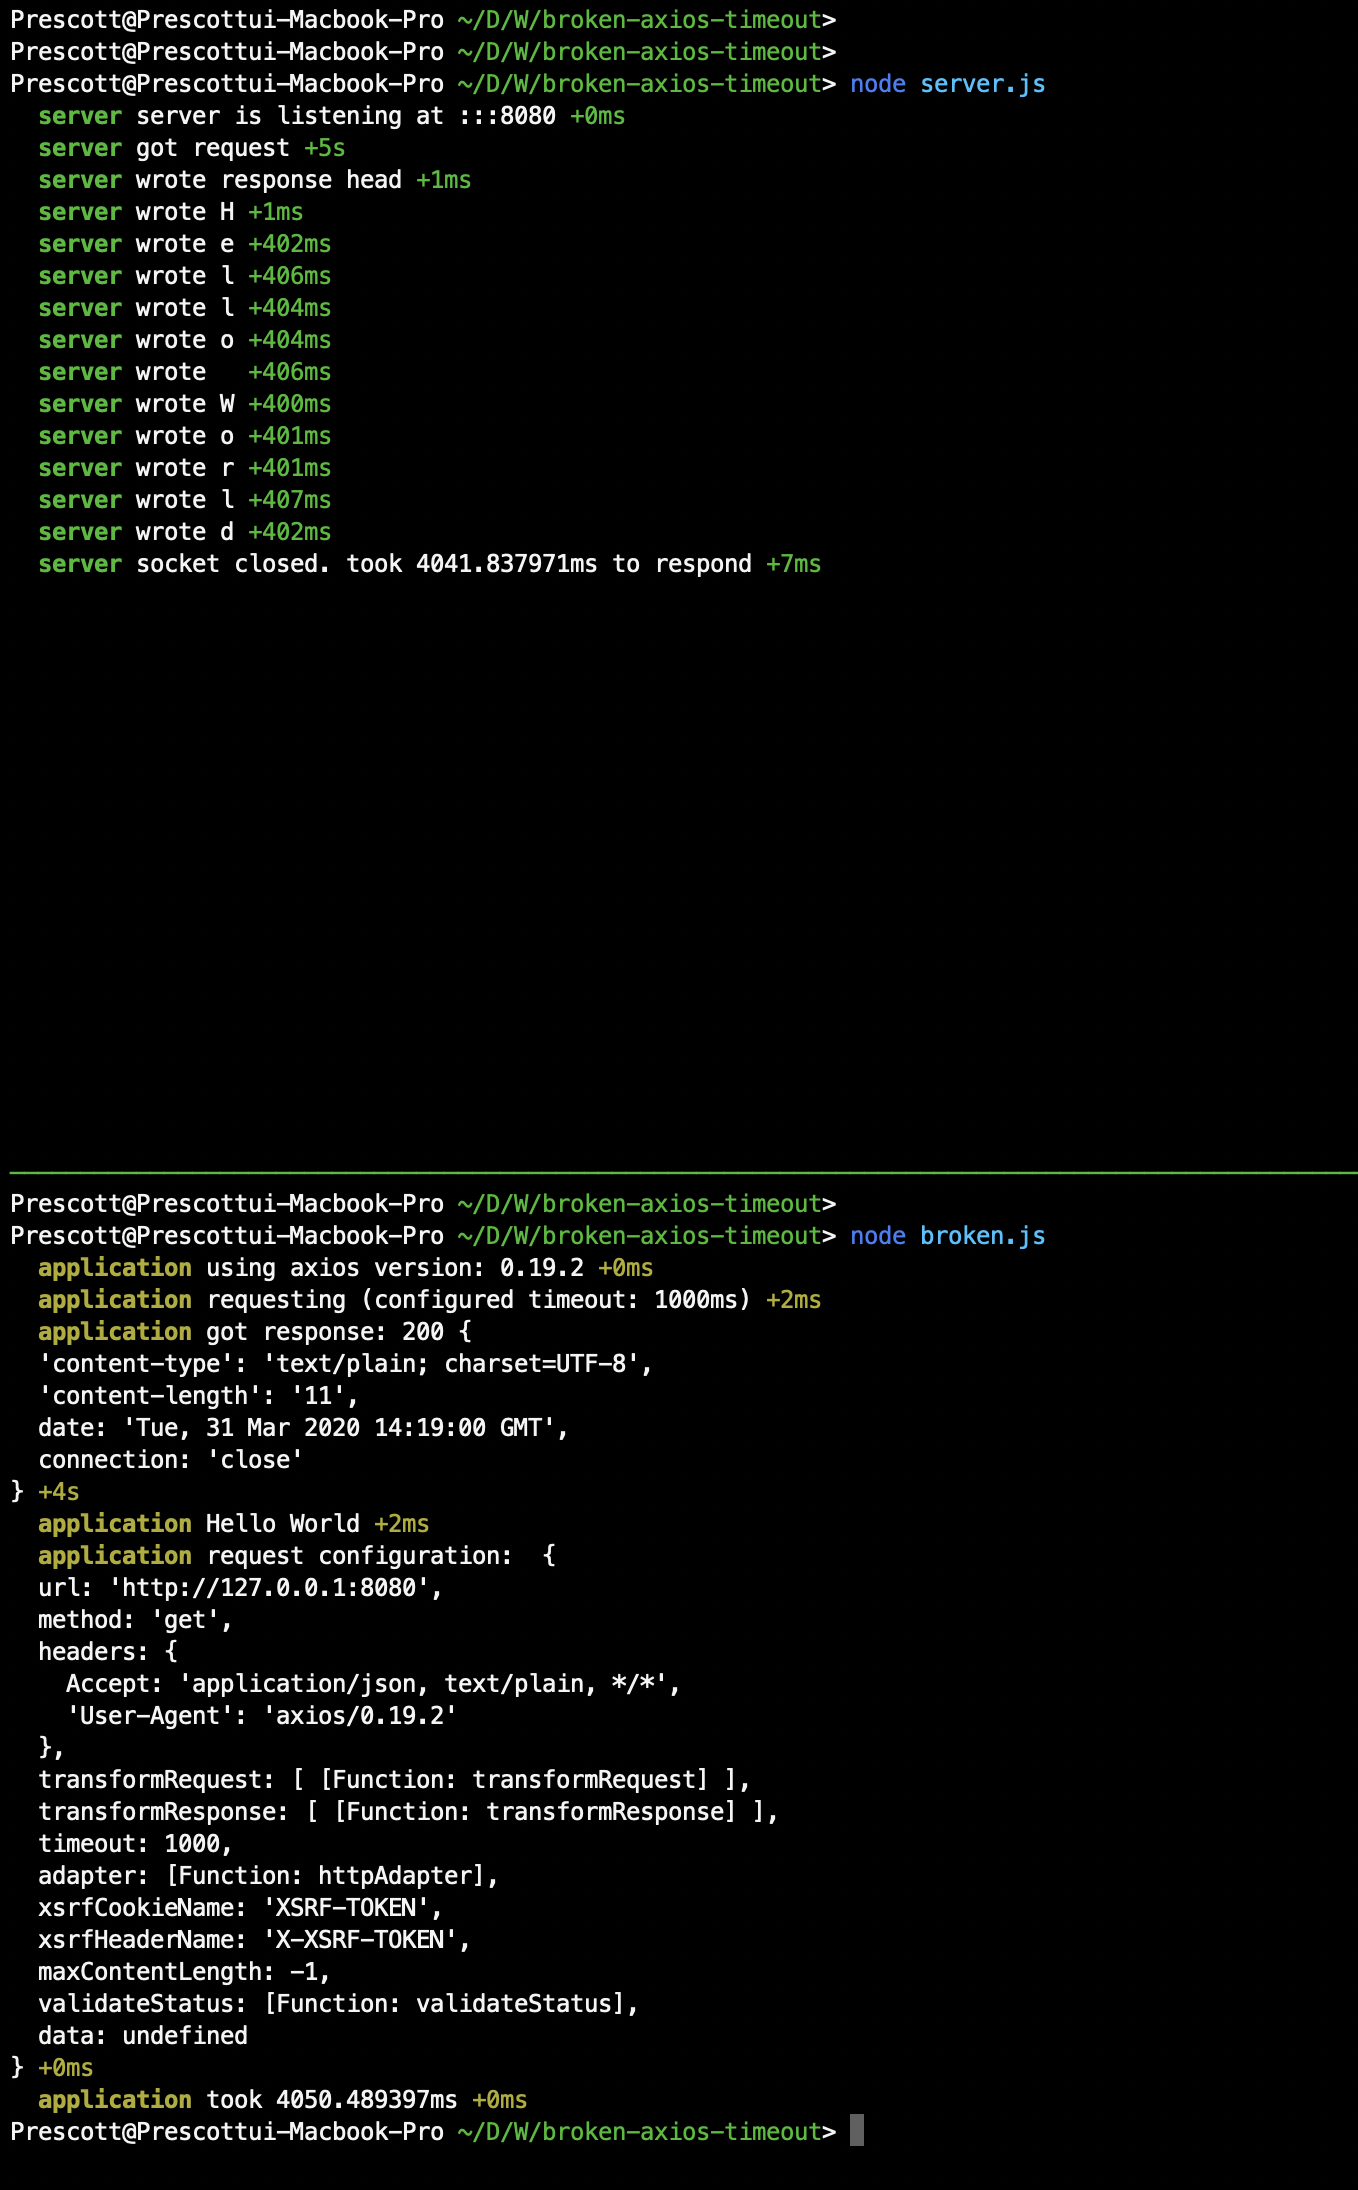 Prescott@Prescottui-Macbook-Pro ~/D/W/broken-axios-timeout>
Prescott@Prescottui-Macbook-Pro ~/D/W/broken-axios-timeout>
Prescott@Prescottui-Macbook-Pro ~/D/W/broken-axios-timeout> node server.js
  server server is listening at :::8080 +0ms
  server got request +5s
  server wrote response head +1ms
  server wrote H +1ms
  server wrote e +402ms
  server wrote l +406ms
  server wrote l +404ms
  server wrote o +404ms
  server wrote   +406ms
  server wrote W +400ms
  server wrote o +401ms
  server wrote r +401ms
  server wrote l +407ms
  server wrote d +402ms
  server socket closed. took 4041.837971ms to respond +7ms
Prescott@Prescottui-Macbook-Pro ~/D/W/broken-axios-timeout>
Prescott@Prescottui-Macbook-Pro ~/D/W/broken-axios-timeout> node broken.js
  application using axios version: 0.19.2 +0ms
  application requesting (configured timeout: 1000ms) +2ms
  application got response: 200 {
  'content-type': 'text/plain; charset=UTF-8',
  'content-length': '11',
  date: 'Tue, 31 Mar 2020 14:19:00 GMT',
  connection: 'close'
} +4s
  application Hello World +2ms
  application request configuration:  {
  url: 'http://127.0.0.1:8080',
  method: 'get',
  headers: {
    Accept: 'application/json, text/plain, */*',
    'User-Agent': 'axios/0.19.2'
  },
  transformRequest: [ [Function: transformRequest] ],
  transformResponse: [ [Function: transformResponse] ],
  timeout: 1000,
  adapter: [Function: httpAdapter],
  xsrfCookieName: 'XSRF-TOKEN',
  xsrfHeaderName: 'X-XSRF-TOKEN',
  maxContentLength: -1,
  validateStatus: [Function: validateStatus],
  data: undefined
} +0ms
  application took 4050.489397ms +0ms
Prescott@Prescottui-Macbook-Pro ~/D/W/broken-axios-timeout>